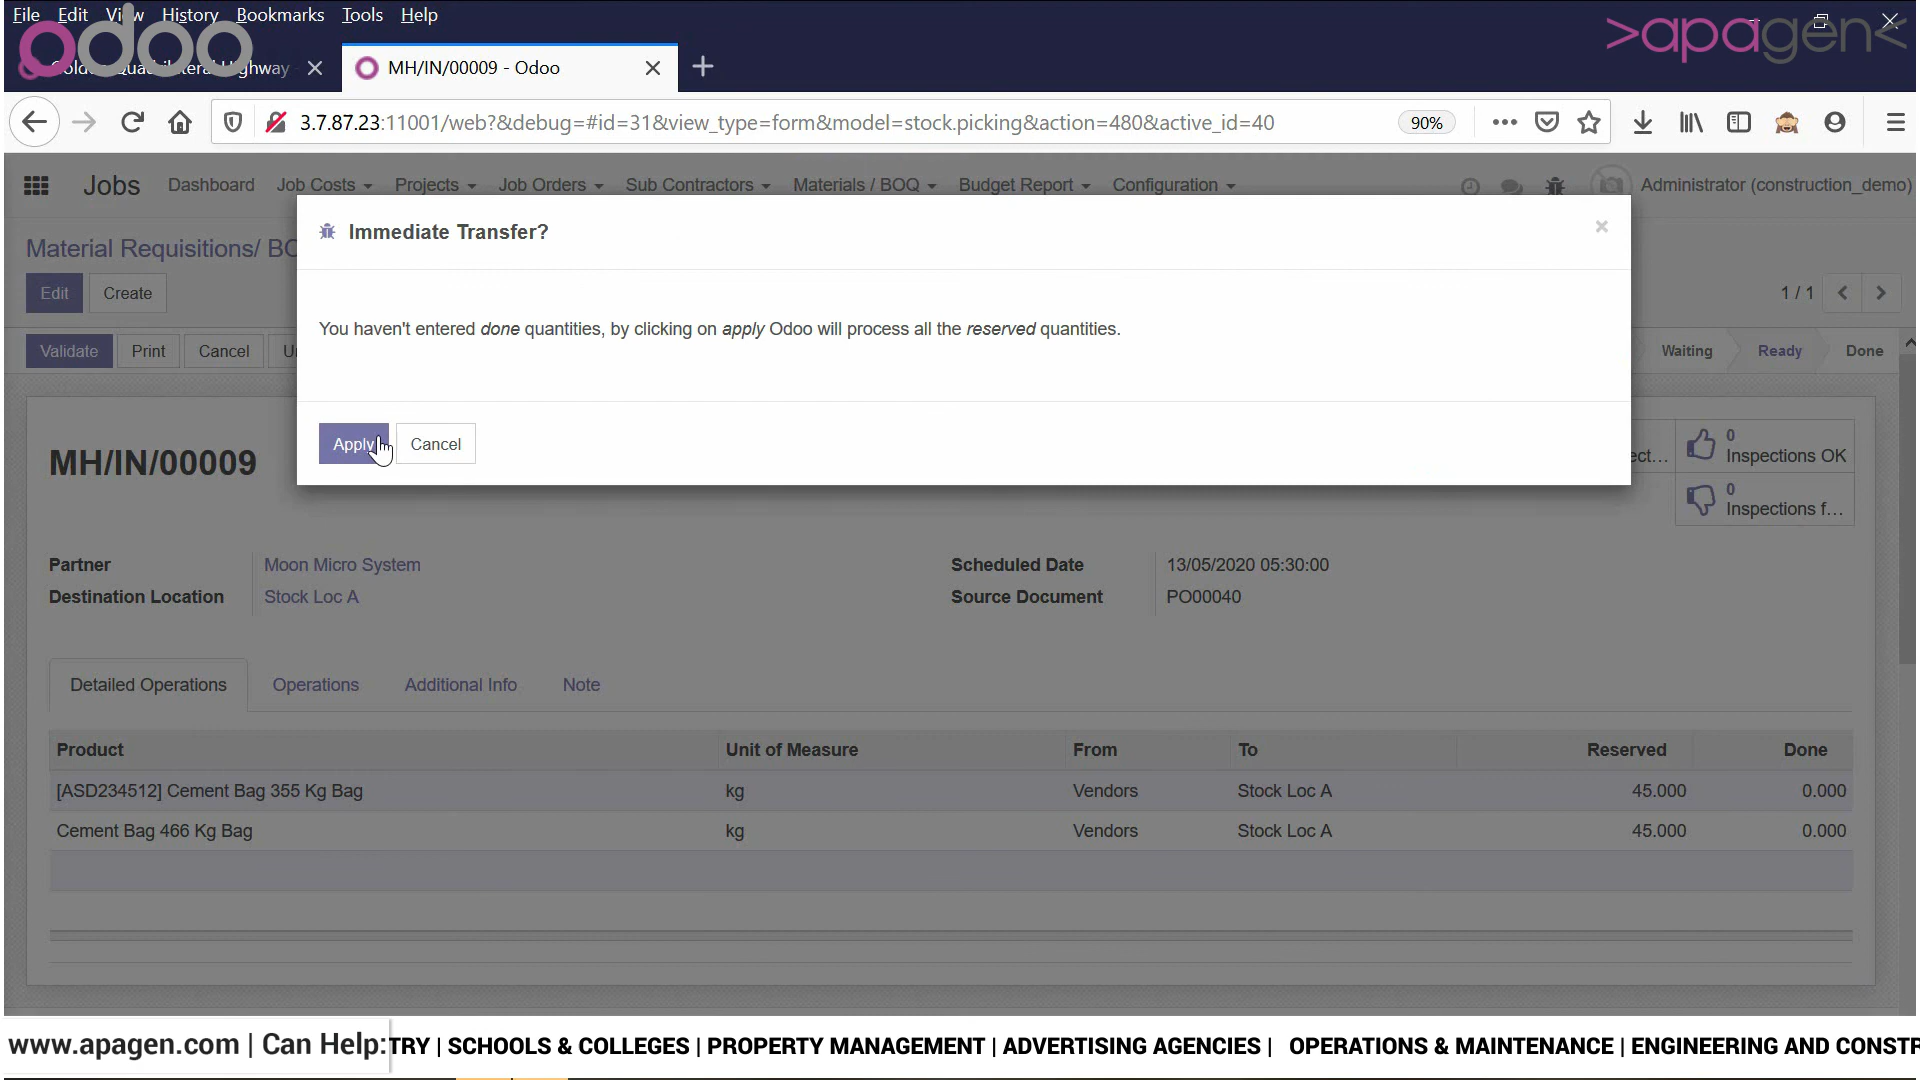 File Edit View History Bookmarks Tools Help
odoo
>apagen<
Quadrilateral Highway
MH/IN/00009 - Odoo
3.7.87.23:11001/web?&debug=#id=31&view_type=form&model=stock.picking&action=480&active_id=40
90%
Jobs Dashboard Job Costs Projects Job Orders Sub Contractors Materials / BOQ Budget Report Configuration
Administrator (construction_demo)
Material Requisitions/ BO
Edit Create
1 / 1
Validate Print Cancel
Waiting Ready Done
Immediate Transfer?
You haven't entered done quantities, by clicking on apply Odoo will process all the reserved quantities.
Apply Cancel
MH/IN/00009
0
Inspections OK
0
Inspections f...
Partner Moon Micro System
Scheduled Date 13/05/2020 05:30:00
Destination Location Stock Loc A
Source Document PO00040
Detailed Operations Operations Additional Info Note
Product Unit of Measure From To Reserved Done
[ASD234512] Cement Bag 355 Kg Bag kg Vendors Stock Loc A 45.000 0.000
Cement Bag 466 Kg Bag kg Vendors Stock Loc A 45.000 0.000
www.apagen.com | Can Help: TRY | SCHOOLS & COLLEGES | PROPERTY MANAGEMENT | ADVERTISING AGENCIES | OPERATIONS & MAINTENANCE | ENGINEERING AND CONSTR